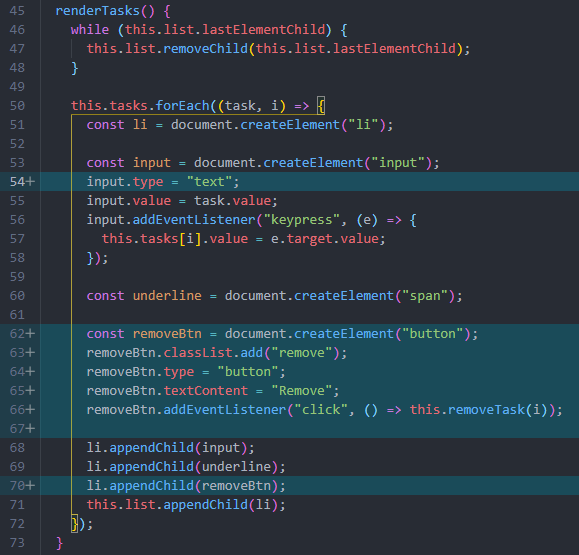 45 renderTasks() {
46 while (this.list.lastElementChild) {
47 this.list.removeChild(this.list.lastElementChild);
48 }
49
50 this.tasks.forEach((task, i) => {
51 const li = document.createElement("li");
52
53 const input = document.createElement("input");
54+ input.type = "text";
55 input.value = task.value;
56 input.addEventListener("keypress", (e) => {
57 this.tasks[i].value = e.target.value;
58 });
59
60 const underline = document.createElement("span");
61
62+ const removeBtn = document.createElement("button");
63+ removeBtn.classList.add("remove");
64+ removeBtn.type = "button";
65+ removeBtn.textContent = "Remove";
66+ removeBtn.addEventListener("click", () => this.removeTask(i));
67+
68 li.appendChild(input);
69 li.appendChild(underline);
70+ li.appendChild(removeBtn);
71 this.list.appendChild(li);
72 });
73 }